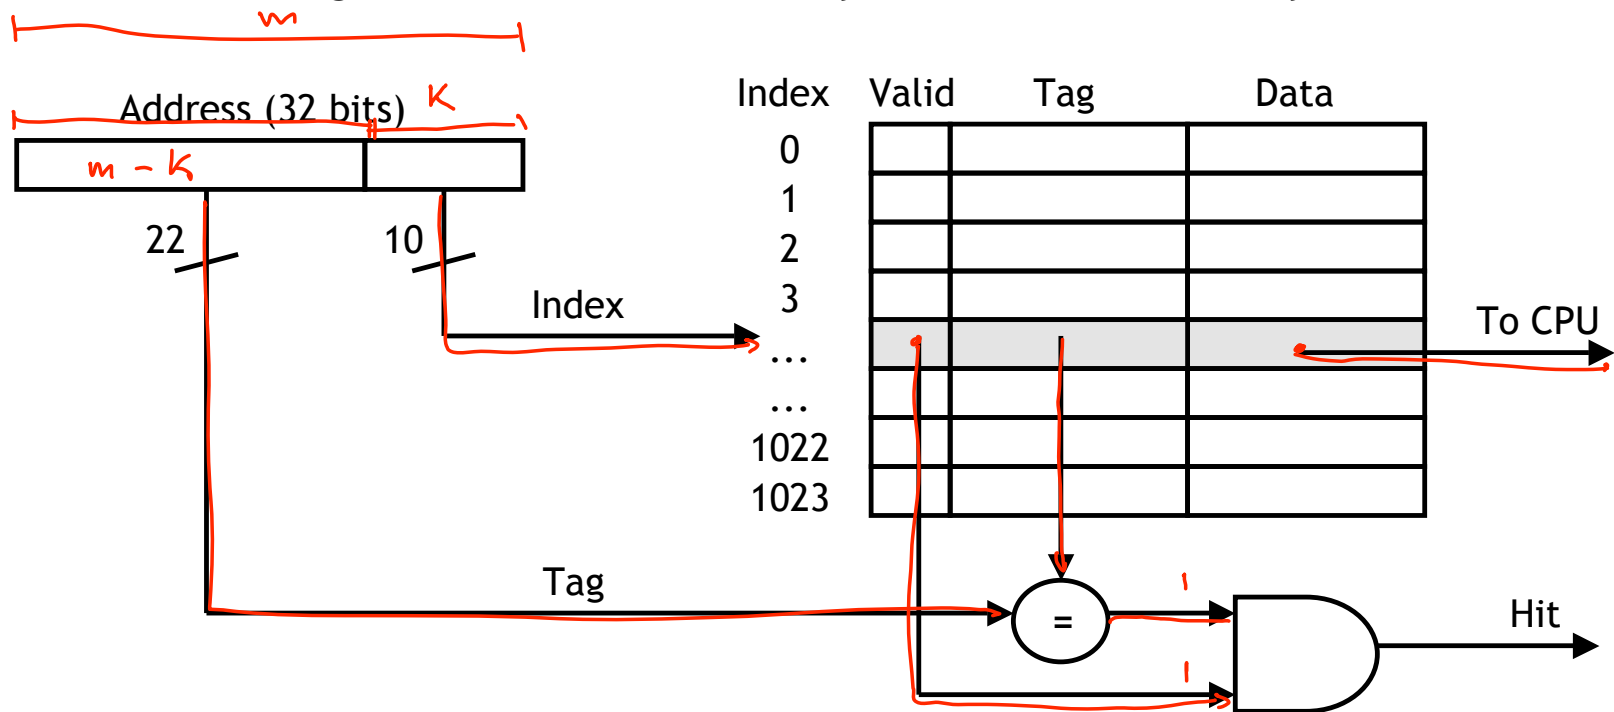 m
Address (32 bits) K
m - K
22
10
Index
Index Valid Tag Data
0
1
2
3
...
...
1022
1023
To CPU
Tag
=
1
1
Hit